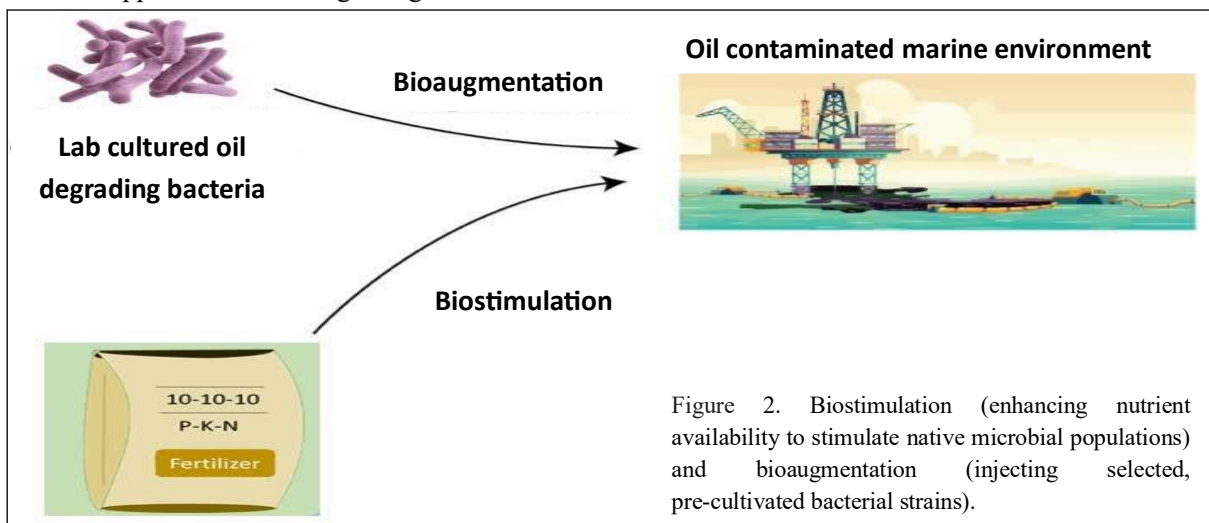 Oil contaminated marine environment
Bioaugmentation
Lab cultured oil
degrading bacteria
Biostimulation
10-10-10
P-K-N
Fertilizer
Figure 2. Biostimulation (enhancing nutrient
availability to stimulate native microbial populations)
and bioaugmentation (injecting selected,
pre-cultivated bacterial strains).